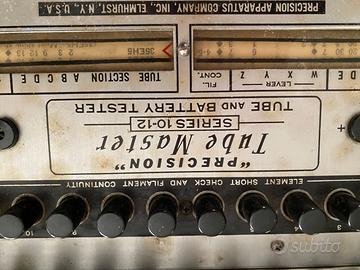 "PRECISION"
Tube Master
SERIES 10-12
TUBE AND BATTERY TESTER
ELEMENT SHORT CHECK AND FILAMENT CONTINUITY
FIL. CONT.
LEVER
W X Y Z
TUBE SECTION A B C D E
35EH5
PRECISION APPARATUS COMPANY, INC., ELMHURST, N.Y., U.S.A.
subito